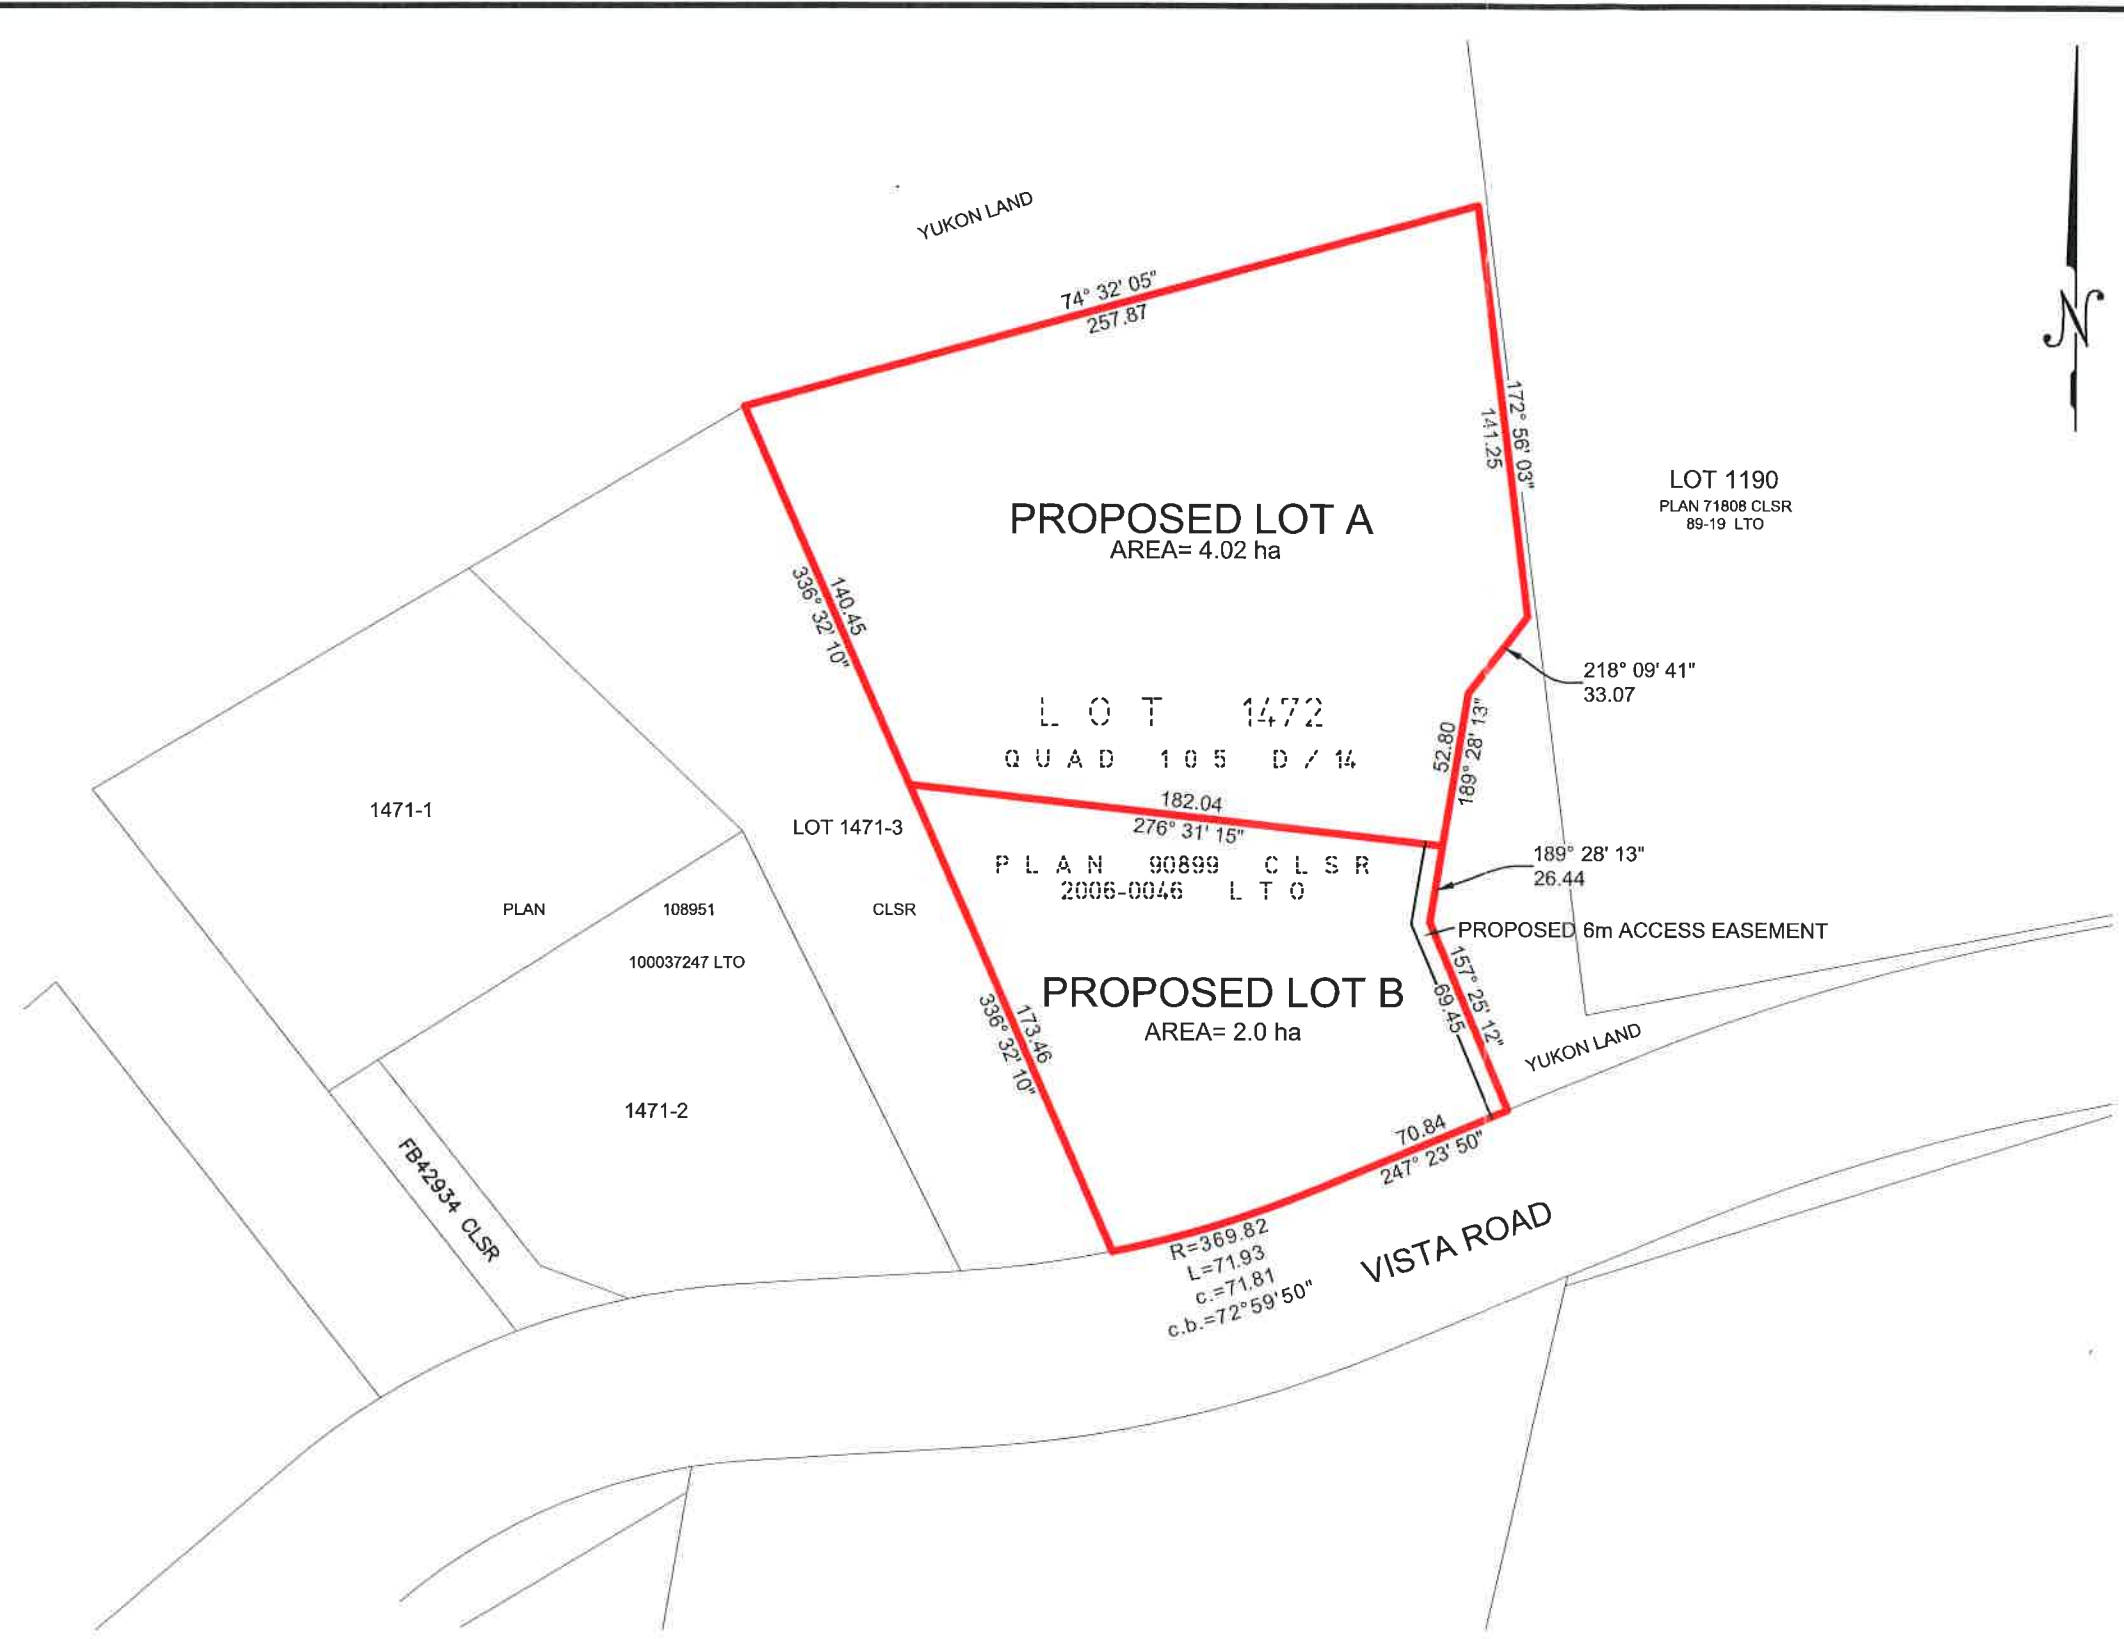 YUKON LAND
N
74° 32' 05"
257.87
172° 56' 03"
141.25
LOT 1190
PLAN 71808 CLSR
89-19 LTO
PROPOSED LOT A
AREA= 4.02 ha
140.45
336° 32' 10"
218° 09' 41"
33.07
LOT 1472
QUAD 105 D/14
52.80
189° 28' 13"
182.04
276° 31' 15"
1471-1
LOT 1471-3
PLAN 90899 CLSR
2006-0046 LTO
189° 28' 13"
26.44
PLAN 108951 CLSR
PROPOSED 6m ACCESS EASEMENT
100037247 LTO
157° 25' 12"
69.45
PROPOSED LOT B
AREA= 2.0 ha
173.46
336° 32' 10"
YUKON LAND
1471-2
70.84
247° 23' 50"
FB42934 CLSR
R=369.82
L=71.93
c.=71.81
c.b.=72°59'50"
VISTA ROAD